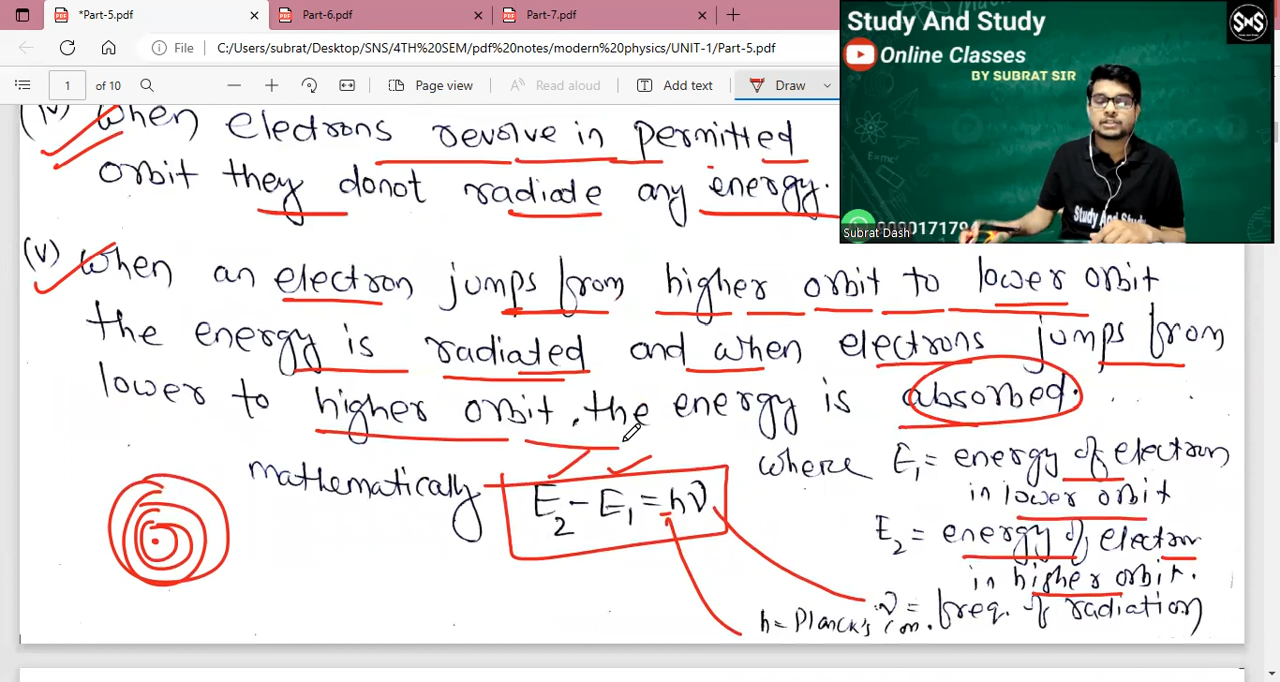 *Part-5.pdf
Part-6.pdf
Part-7.pdf
File
C:/Users/subrat/Desktop/SNS/4TH%20SEM/pdf%20notes/modern%20physics/UNIT-1/Part-5.pdf
1 of 10
Page view
Read aloud
Add text
Draw
Study And Study
SNS
Online Classes
BY SUBRAT SIR
Study And Study
Subrat Dash
(iv) When electrons revolve in permitted
orbit they donot radiate any energy.
(v) When an electron jumps from higher orbit to lower orbit
the energy is radiated and when electrons jumps from
lower to higher orbit, the energy is absorbed.
mathematically E₂ - E₁ = hν where E₁ = energy of electron
in lower orbit
E₂ = energy of electron
in higher orbit.
ν = freq. of radiation
h = Planck's con.